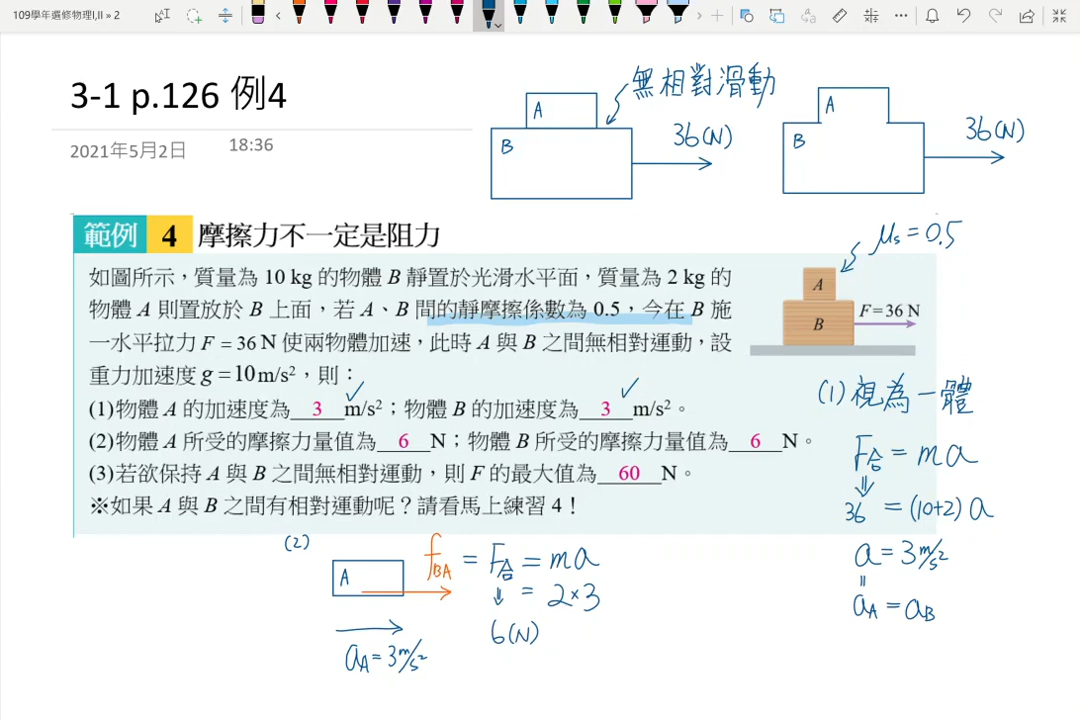 109學年選修物理I,II » 2
3-1 p.126 例4
2021年5月2日 18:36
A
B
無相對滑動
36(N)
A
B
36(N)
範例 4 摩擦力不一定是阻力
如圖所示，質量為 10 kg 的物體 B 靜置於光滑水平面，質量為 2 kg 的
物體 A 則置放於 B 上面，若 A、B 間的靜摩擦係數為 0.5，今在 B 施
一水平拉力 F = 36 N 使兩物體加速，此時 A 與 B 之間無相對運動，設
重力加速度 g = 10 m/s²，則：
(1)物體 A 的加速度為 3 m/s²；物體 B 的加速度為 3 m/s²。
(2)物體 A 所受的摩擦力量值為 6 N；物體 B 所受的摩擦力量值為 6 N。
(3)若欲保持 A 與 B 之間無相對運動，則 F 的最大值為 60 N。
※如果 A 與 B 之間有相對運動呢？請看馬上練習 4！
μs = 0.5
A
B
F = 36 N
(1) 視為一體
F合 = ma
⇓
36 = (10+2) a
a = 3 m/s²
=
aA = aB
(2)
A
fBA = F合 = ma
⇓ = 2×3
6(N)
aA = 3 m/s²